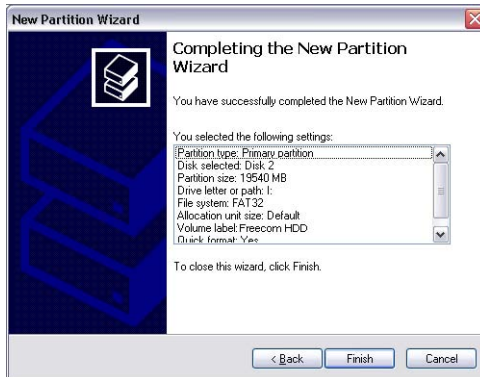 New Partition Wizard
Completing the New Partition
Wizard
You have successfully completed the New Partition Wizard.
You selected the following settings:
Partition type: Primary partition
Disk selected: Disk 2
Partition size: 19540 MB
Drive letter or path: I:
File system: FAT32
Allocation unit size: Default
Volume label: Freecom HDD
Quick format: Yes
To close this wizard, click Finish.
< Back
Finish
Cancel